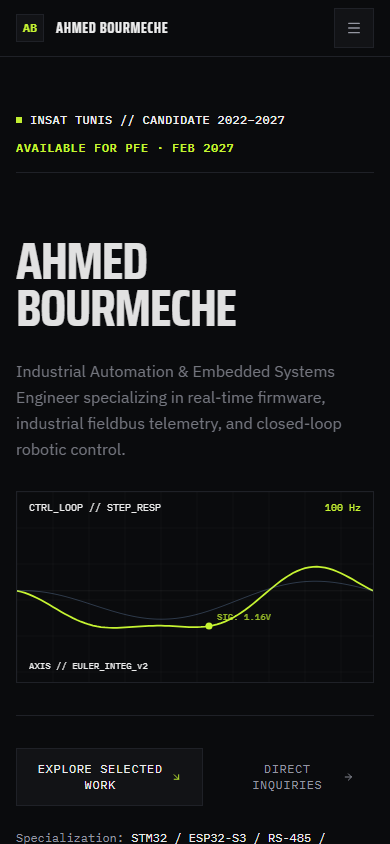 AB AHMED BOURMECHE
INSAT TUNIS // CANDIDATE 2022–2027
AVAILABLE FOR PFE · FEB 2027
AHMED
BOURMECHE
Industrial Automation & Embedded Systems
Engineer specializing in real-time firmware,
industrial fieldbus telemetry, and closed-loop
robotic control.
CTRL_LOOP // STEP_RESP 100 Hz
SIG: 1.16V
AXIS // EULER_INTEG_v2
EXPLORE SELECTED
WORK ↘
DIRECT
INQUIRIES →
Specialization: STM32 / ESP32-S3 / RS-485 /